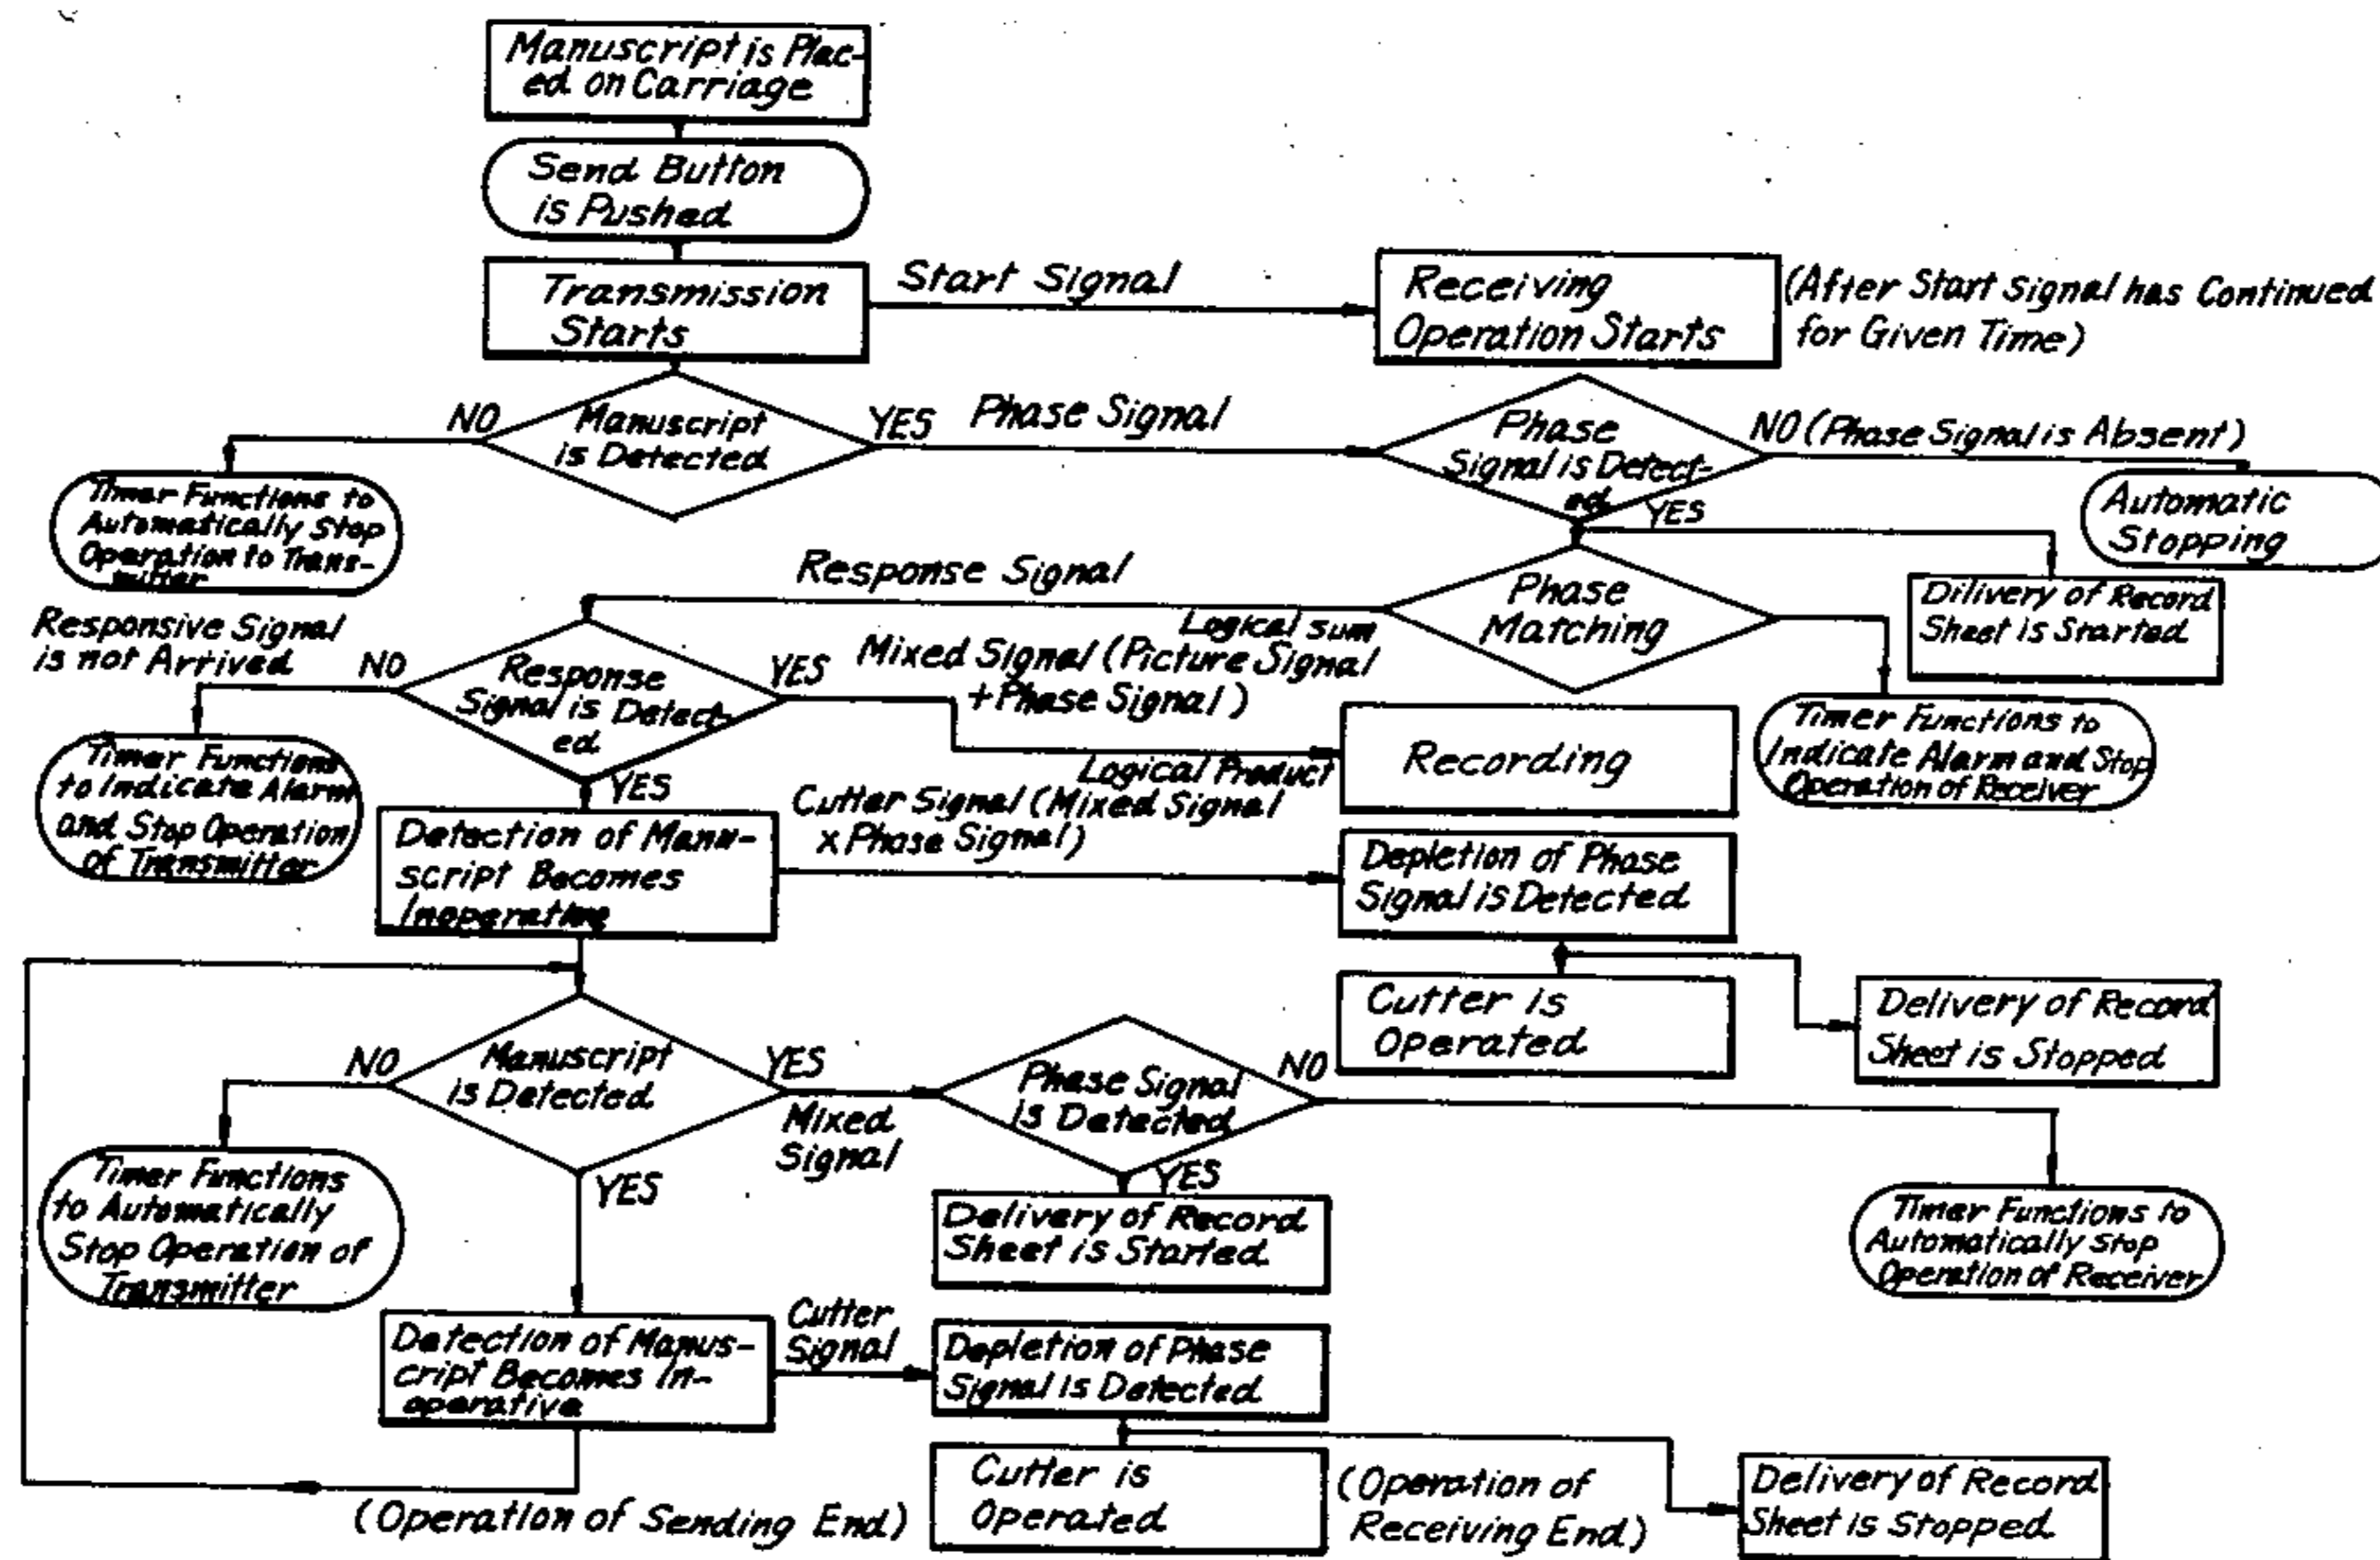 Manuscript is Plac-
ed on Carriage
Send Button
is Pushed
Transmission
Starts
Start Signal
Receiving
Operation Starts
(After Start Signal has Continued
for Given Time)
NO
Manuscript
is Detected
YES
Phase Signal
Phase
Signal is Detect-
ed
NO (Phase Signal is Absent)
YES
Timer Functions to
Automatically Stop
Operation to Trans-
mitter
Automatic
Stopping
Response Signal
Phase
Matching
Dilivery of Record
Sheet is Started
Responsive Signal
is not Arrived
NO
Response
Signal is Detect-
ed
YES
Logical sum
Mixed Signal (Picture Signal
+Phase Signal)
Timer Functions to
Indicate Alarm and Stop
Operation of Receiver
Timer Functions
to Indicate Alarm
and Stop Operation
of Transmitter
YES
Recording
Logical Product
Cutter Signal (Mixed Signal
x Phase Signal)
Detection of Manu-
script Becomes
Inoperative
Depletion of Phase
Signal is Detected
Cutter is
Operated
Delivery of Record
Sheet is Stopped
NO
Manuscript
is Detected
YES
Mixed
Signal
Phase Signal
is Detected
NO
YES
YES
Timer Functions
to Automatically
Stop Operation of
Transmitter
Delivery of Record
Sheet is Started
Timer Functions to
Automatically Stop
Operation of Receiver
Detection of Manus-
cript Becomes In-
operative
Cutter
Signal
Depletion of Phase
Signal is Detected
Cutter is
Operated
(Operation of Sending End)
(Operation of
Receiving End)
Delivery of Record
Sheet is Stopped